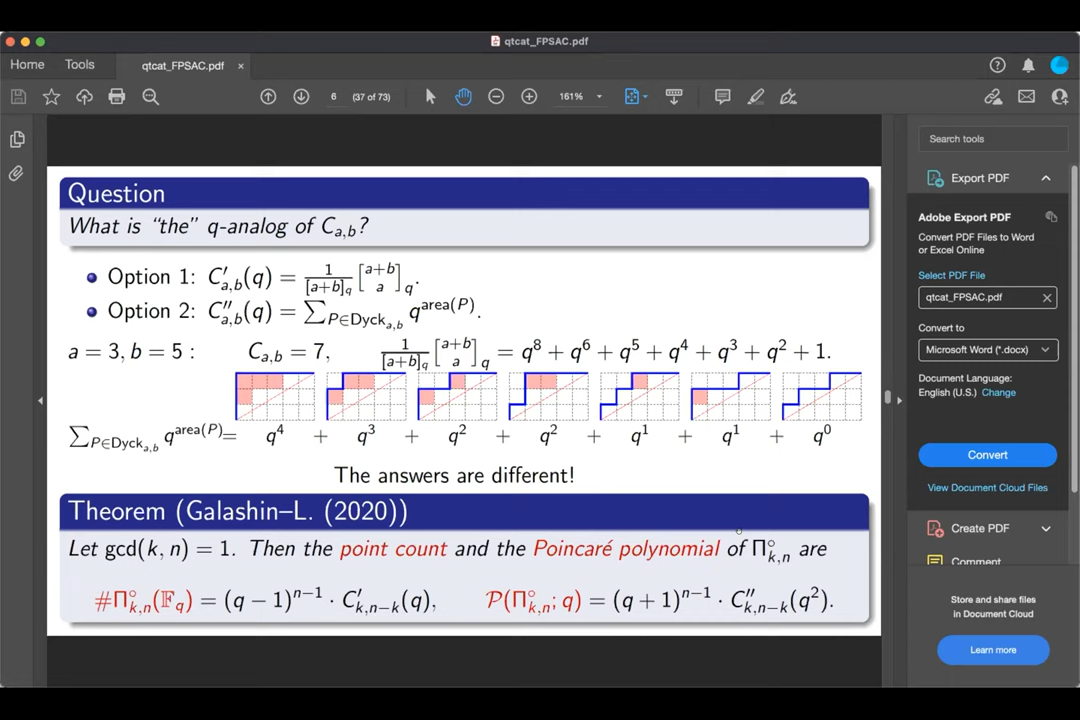 qtcat_FPSAC.pdf
Home Tools qtcat_FPSAC.pdf ×
6 (37 of 73) 161%
Search tools
Export PDF
Adobe Export PDF
Convert PDF Files to Word
or Excel Online
Select PDF File
qtcat_FPSAC.pdf
Convert to
Microsoft Word (*.docx)
Document Language:
English (U.S.) Change
Convert
View Document Cloud Files
Create PDF
Comment
Store and share files
in Document Cloud
Learn more
Question
What is “the” q-analog of C_{a,b}?
Option 1: C′_{a,b}(q) = \frac{1}{[a+b]_q} [a+b a]_q.
Option 2: C″_{a,b}(q) = ∑_{P∈Dyck_{a,b}} q^{area(P)}.
a = 3, b = 5 : C_{a,b} = 7, \frac{1}{[a+b]_q} [a+b a]_q = q^8 + q^6 + q^5 + q^4 + q^3 + q^2 + 1.
∑_{P∈Dyck_{a,b}} q^{area(P)} = q^4 + q^3 + q^2 + q^2 + q^1 + q^1 + q^0
The answers are different!
Theorem (Galashin–L. (2020))
Let gcd(k, n) = 1. Then the point count and the Poincaré polynomial of Π°_{k,n} are
#Π°_{k,n}(𝔽_q) = (q − 1)^{n−1} · C′_{k,n−k}(q), 𝒫(Π°_{k,n}; q) = (q + 1)^{n−1} · C″_{k,n−k}(q^2).